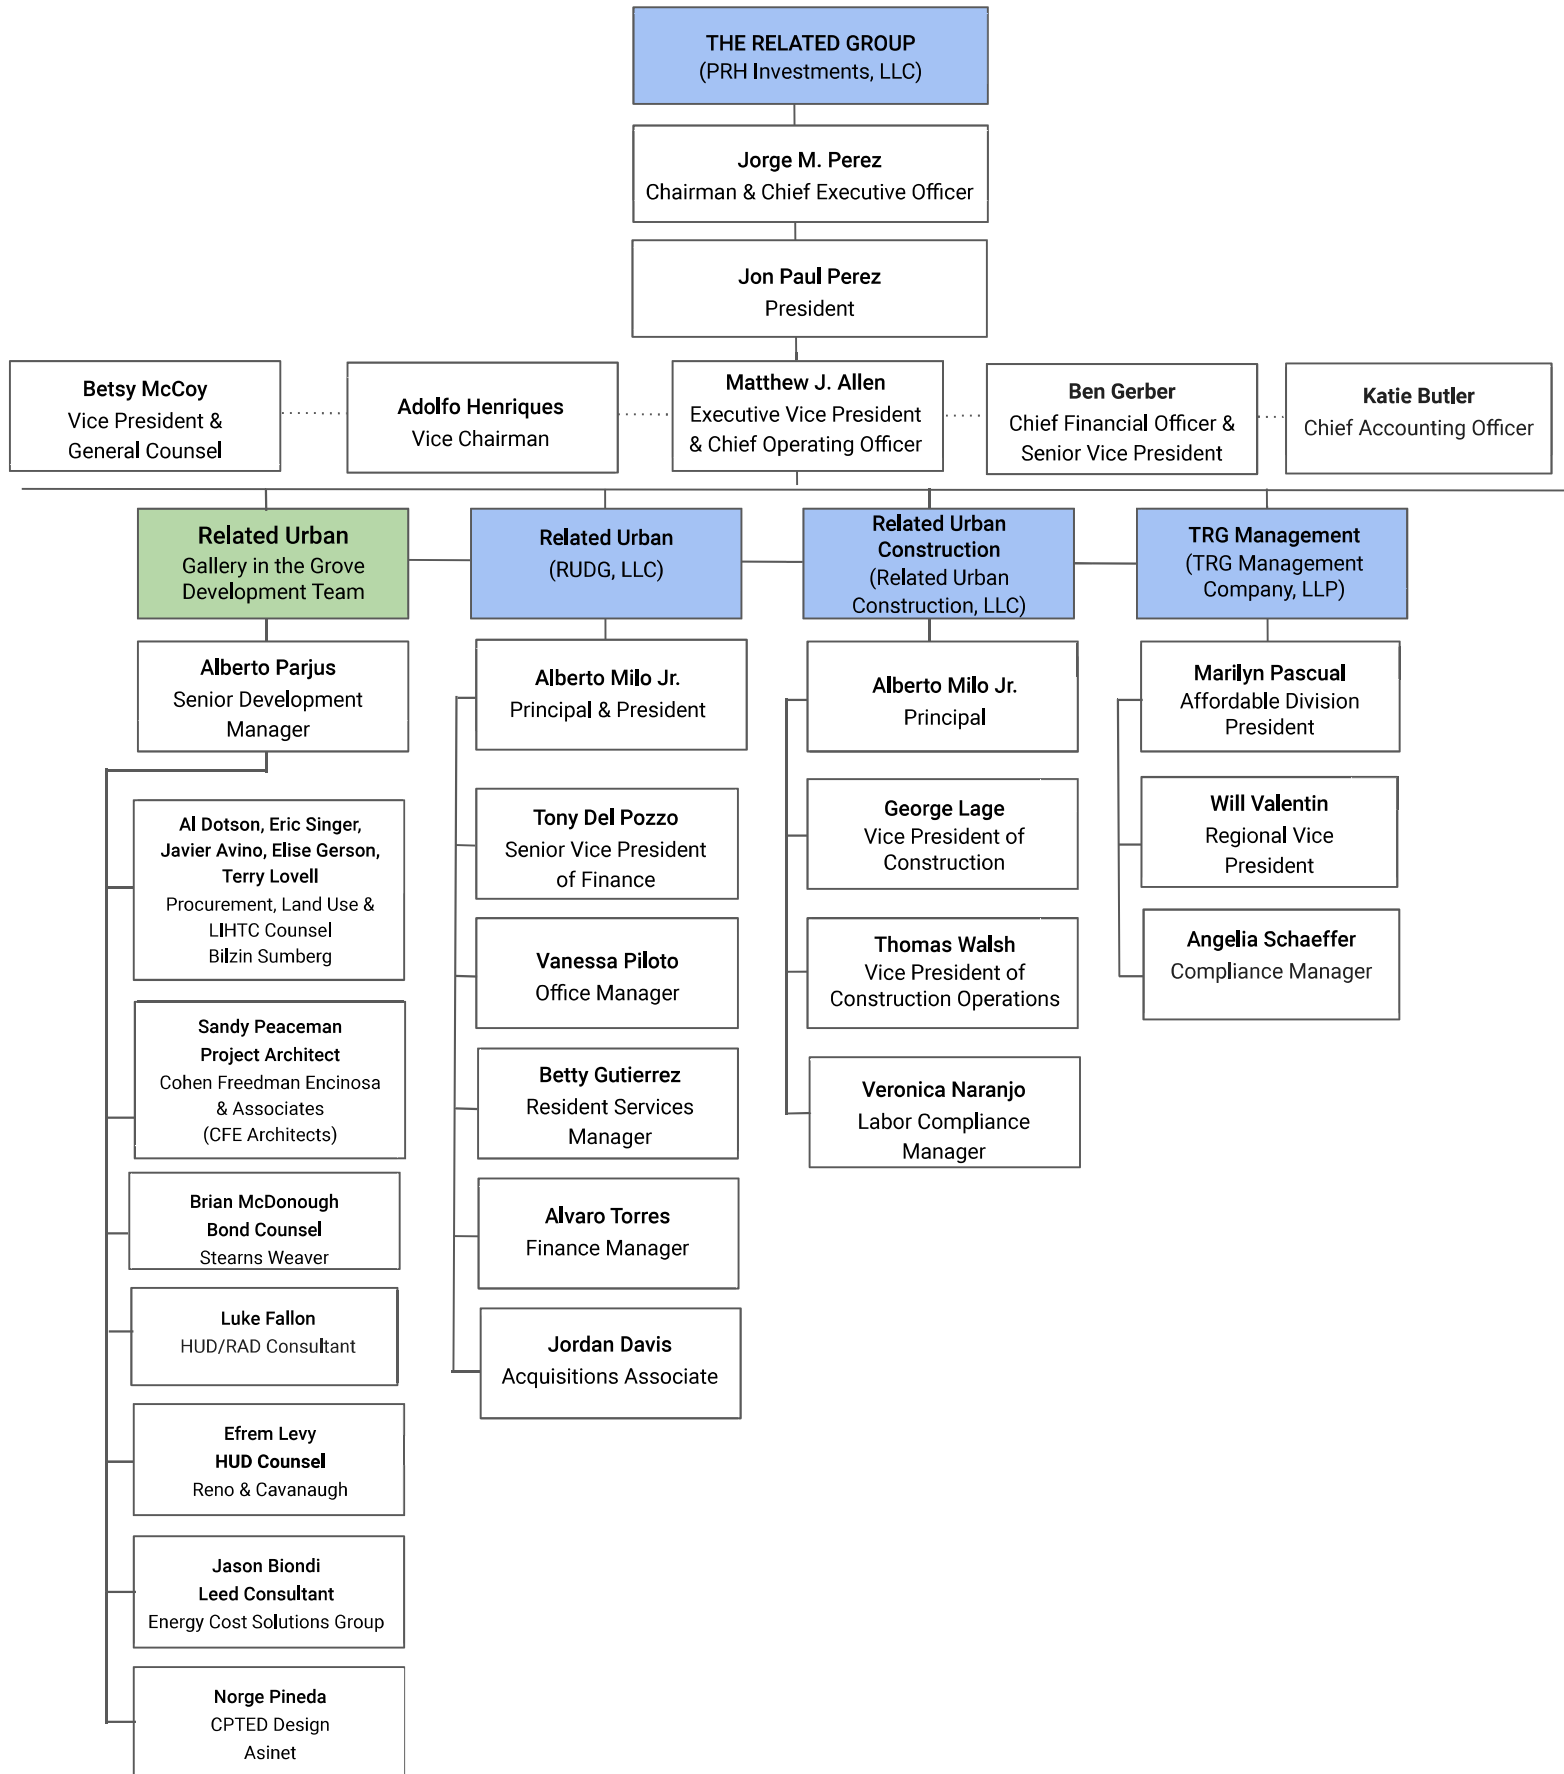 THE RELATED GROUP
(PRH Investments, LLC)
Jorge M. Perez
Chairman & Chief Executive Officer
Jon Paul Perez
President
Betsy McCoy
Vice President &
General Counsel
Adolfo Henriques
Vice Chairman
Matthew J. Allen
Executive Vice President
& Chief Operating Officer
Ben Gerber
Chief Financial Officer &
Senior Vice President
Katie Butler
Chief Accounting Officer
Related Urban
Gallery in the Grove
Development Team
Related Urban
(RUDG, LLC)
Related Urban
Construction
(Related Urban
Construction, LLC)
TRG Management
(TRG Management
Company, LLP)
Alberto Parjus
Senior Development
Manager
Al Dotson, Eric Singer,
Javier Avino, Elise Gerson,
Terry Lovell
Procurement, Land Use &
LIHTC Counsel
Bilzin Sumberg
Sandy Peaceman
Project Architect
Cohen Freedman Encinosa
& Associates
(CFE Architects)
Brian McDonough
Bond Counsel
Stearns Weaver
Luke Fallon
HUD/RAD Consultant
Efrem Levy
HUD Counsel
Reno & Cavanaugh
Jason Biondi
Leed Consultant
Energy Cost Solutions Group
Norge Pineda
CPTED Design
Asinet
Alberto Milo Jr.
Principal & President
Tony Del Pozzo
Senior Vice President
of Finance
Vanessa Piloto
Office Manager
Betty Gutierrez
Resident Services
Manager
Alvaro Torres
Finance Manager
Jordan Davis
Acquisitions Associate
Alberto Milo Jr.
Principal
George Lage
Vice President of
Construction
Thomas Walsh
Vice President of
Construction Operations
Veronica Naranjo
Labor Compliance
Manager
Marilyn Pascual
Affordable Division
President
Will Valentin
Regional Vice
President
Angelia Schaeffer
Compliance Manager